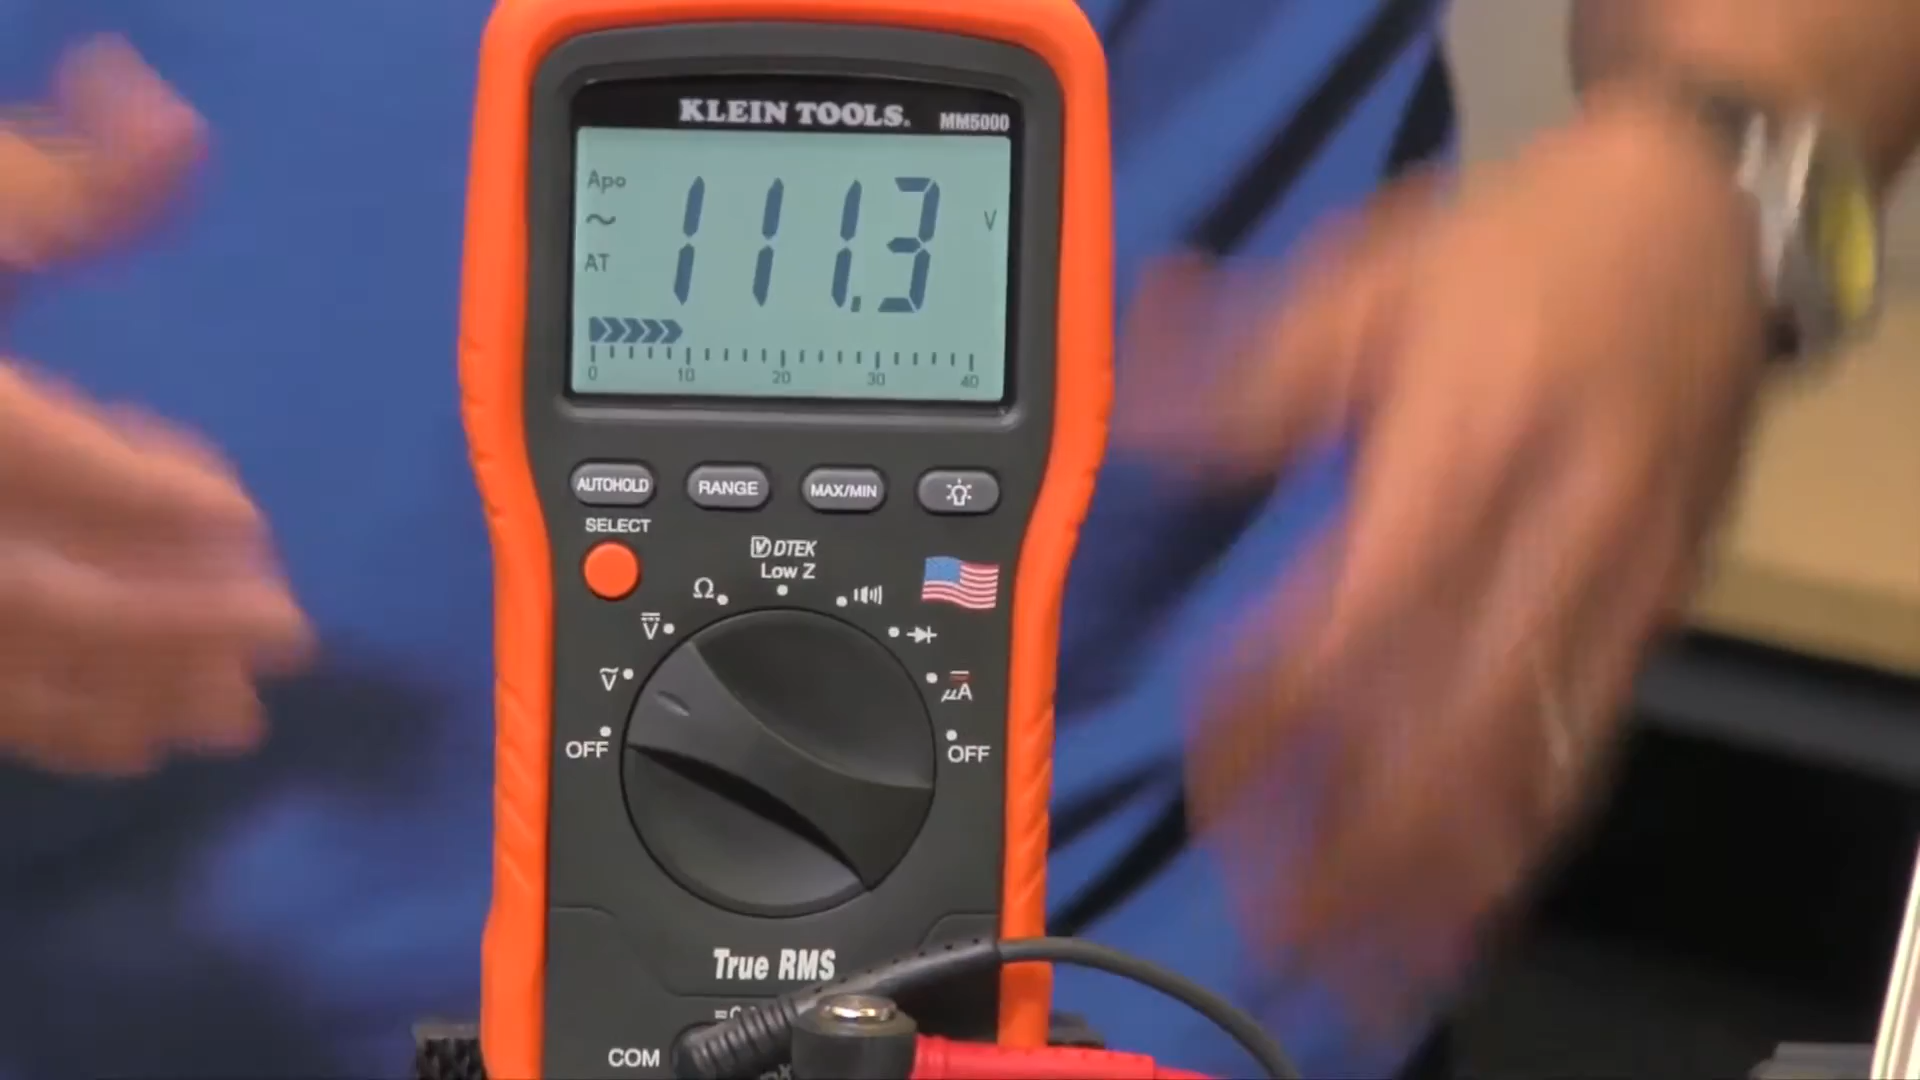 KLEIN TOOLS. MM5000
Apo
~
AT
111.3 V
0 10 20 30 40
AUTOHOLD RANGE MAX/MIN
SELECT
DTEK
Low Z
Ω
V
V
µA
OFF OFF
True RMS
COM